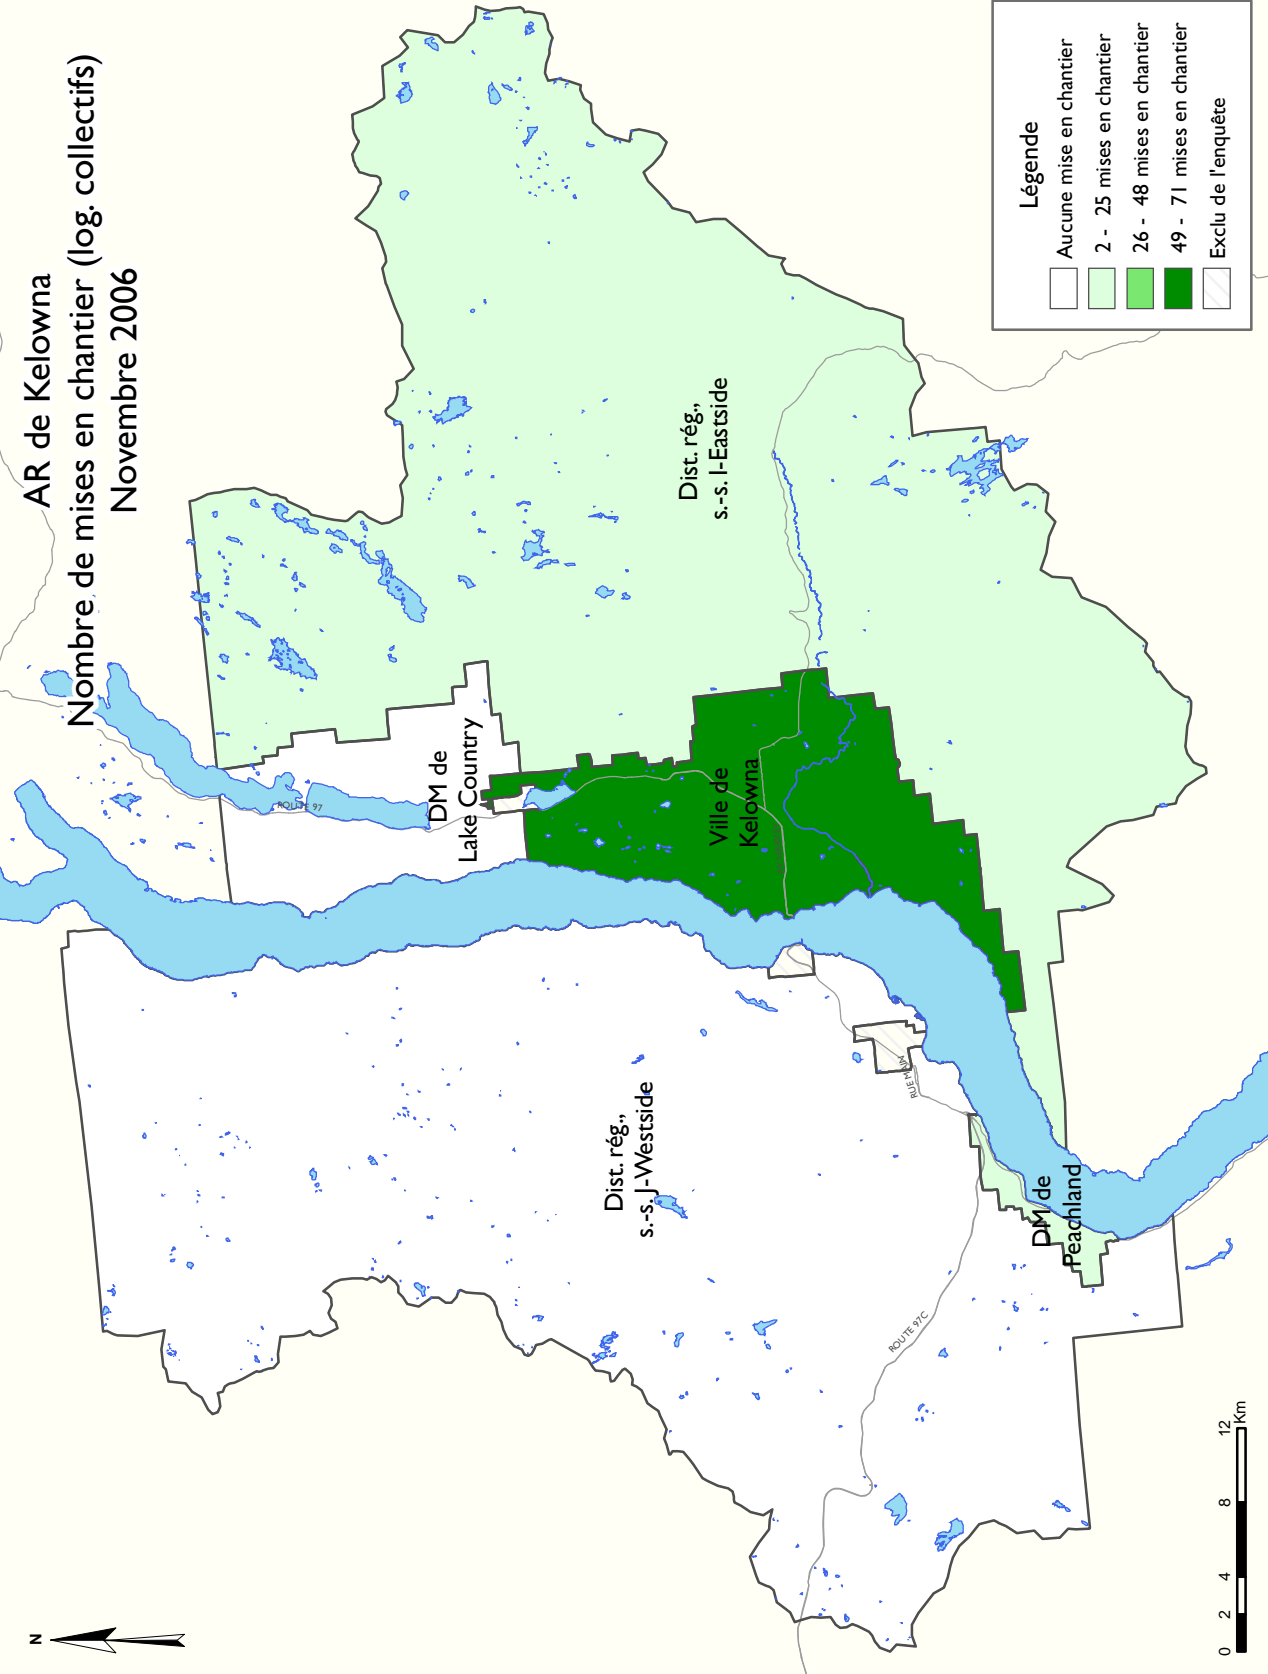 AR de Kelowna
Nombre de mises en chantier (log. collectifs)
Novembre 2006
N
ROUTE 97
DM de
Lake Country
Ville de
Kelowna
Dist. rég.,
s.-s. I-Eastside
Dist. rég.,
s.-s. J-Westside
RUE MAIN
DM de
Peachland
ROUTE 97C
Légende
Aucune mise en chantier
2 - 25 mises en chantier
26 - 48 mises en chantier
49 - 71 mises en chantier
Exclu de l'enquête
0 2 4 8 12
Km